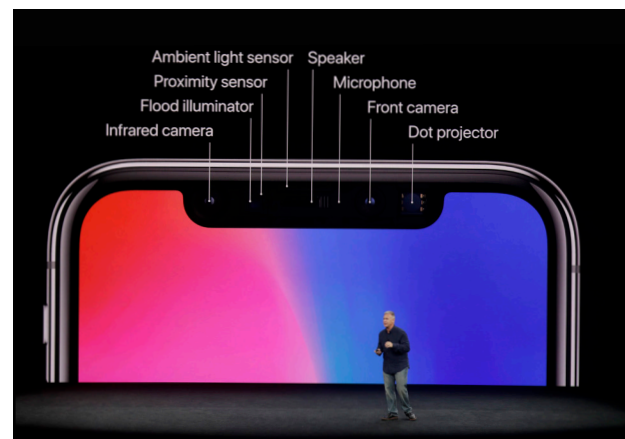 Ambient light sensor Speaker
Proximity sensor Microphone
Flood illuminator Front camera
Infrared camera Dot projector